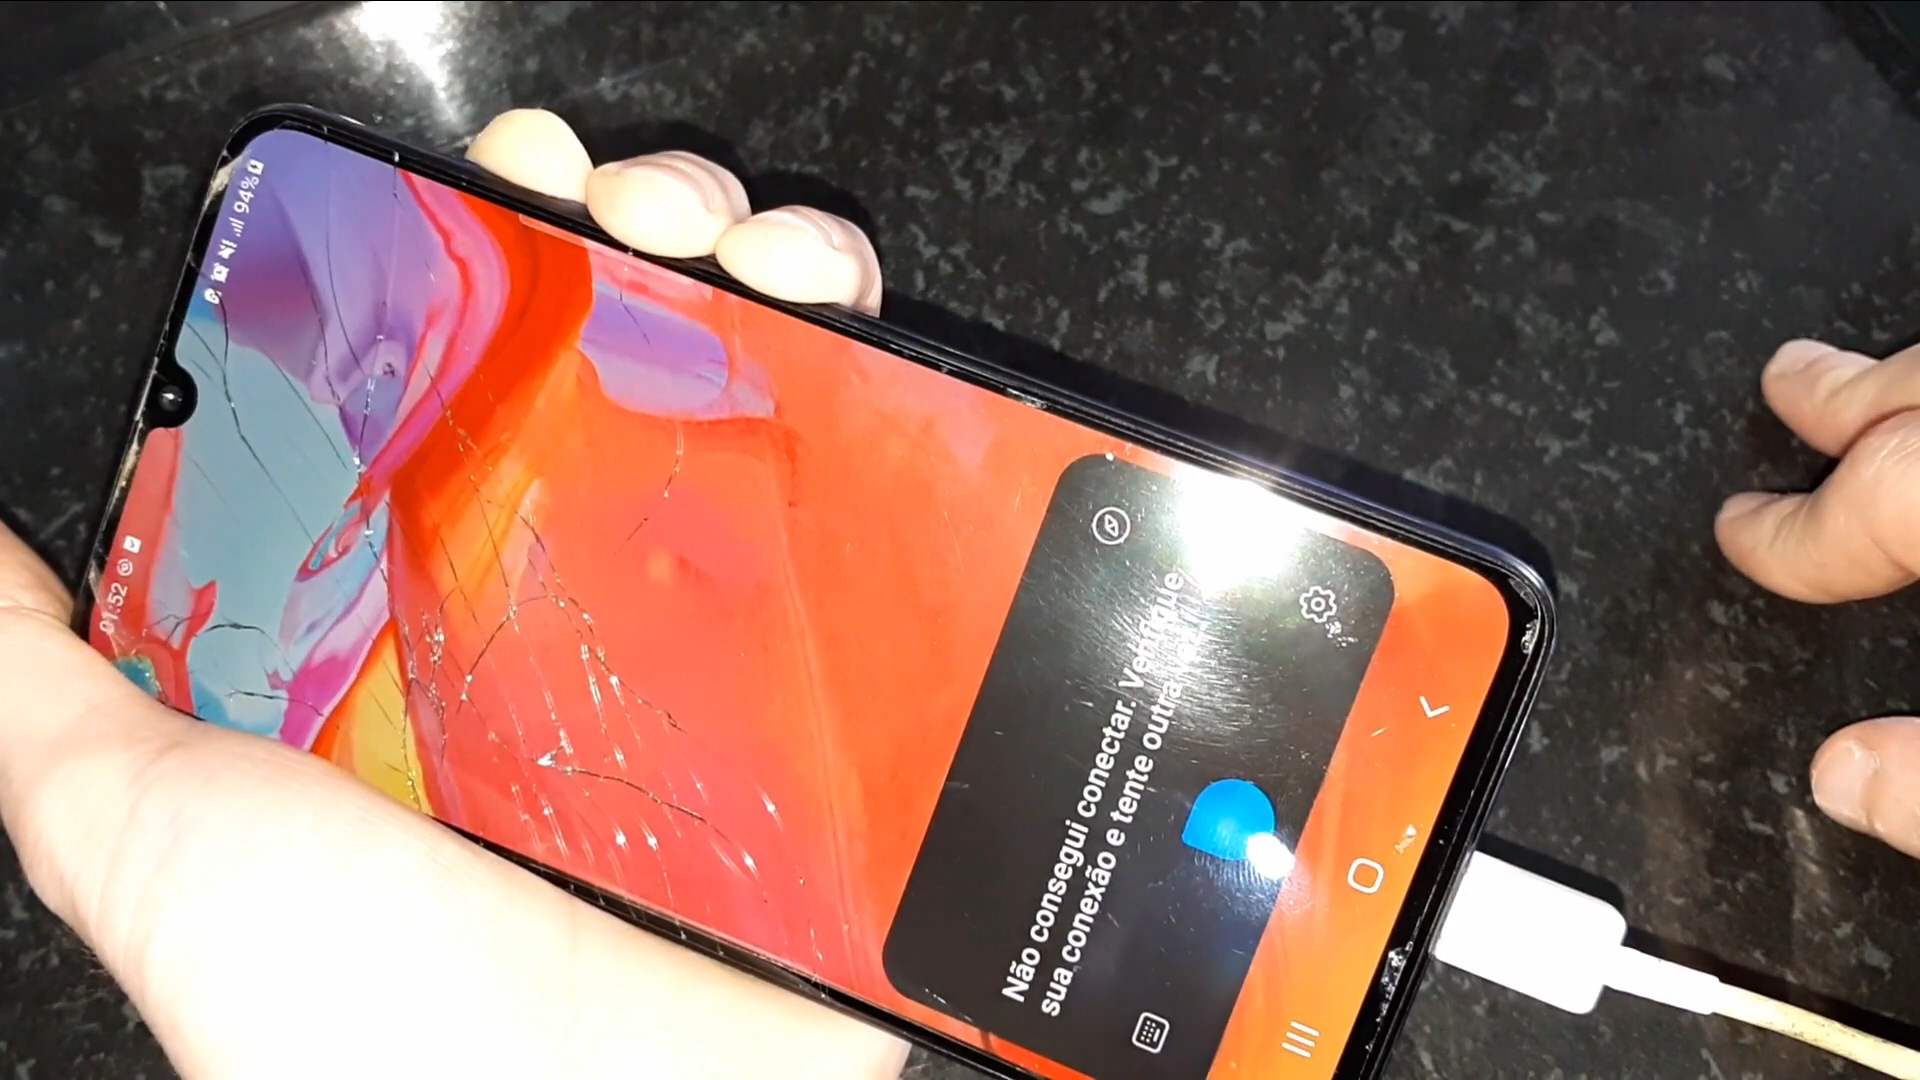 01:52
94%
Não consegui conectar. Verifique
sua conexão e tente outra vez.